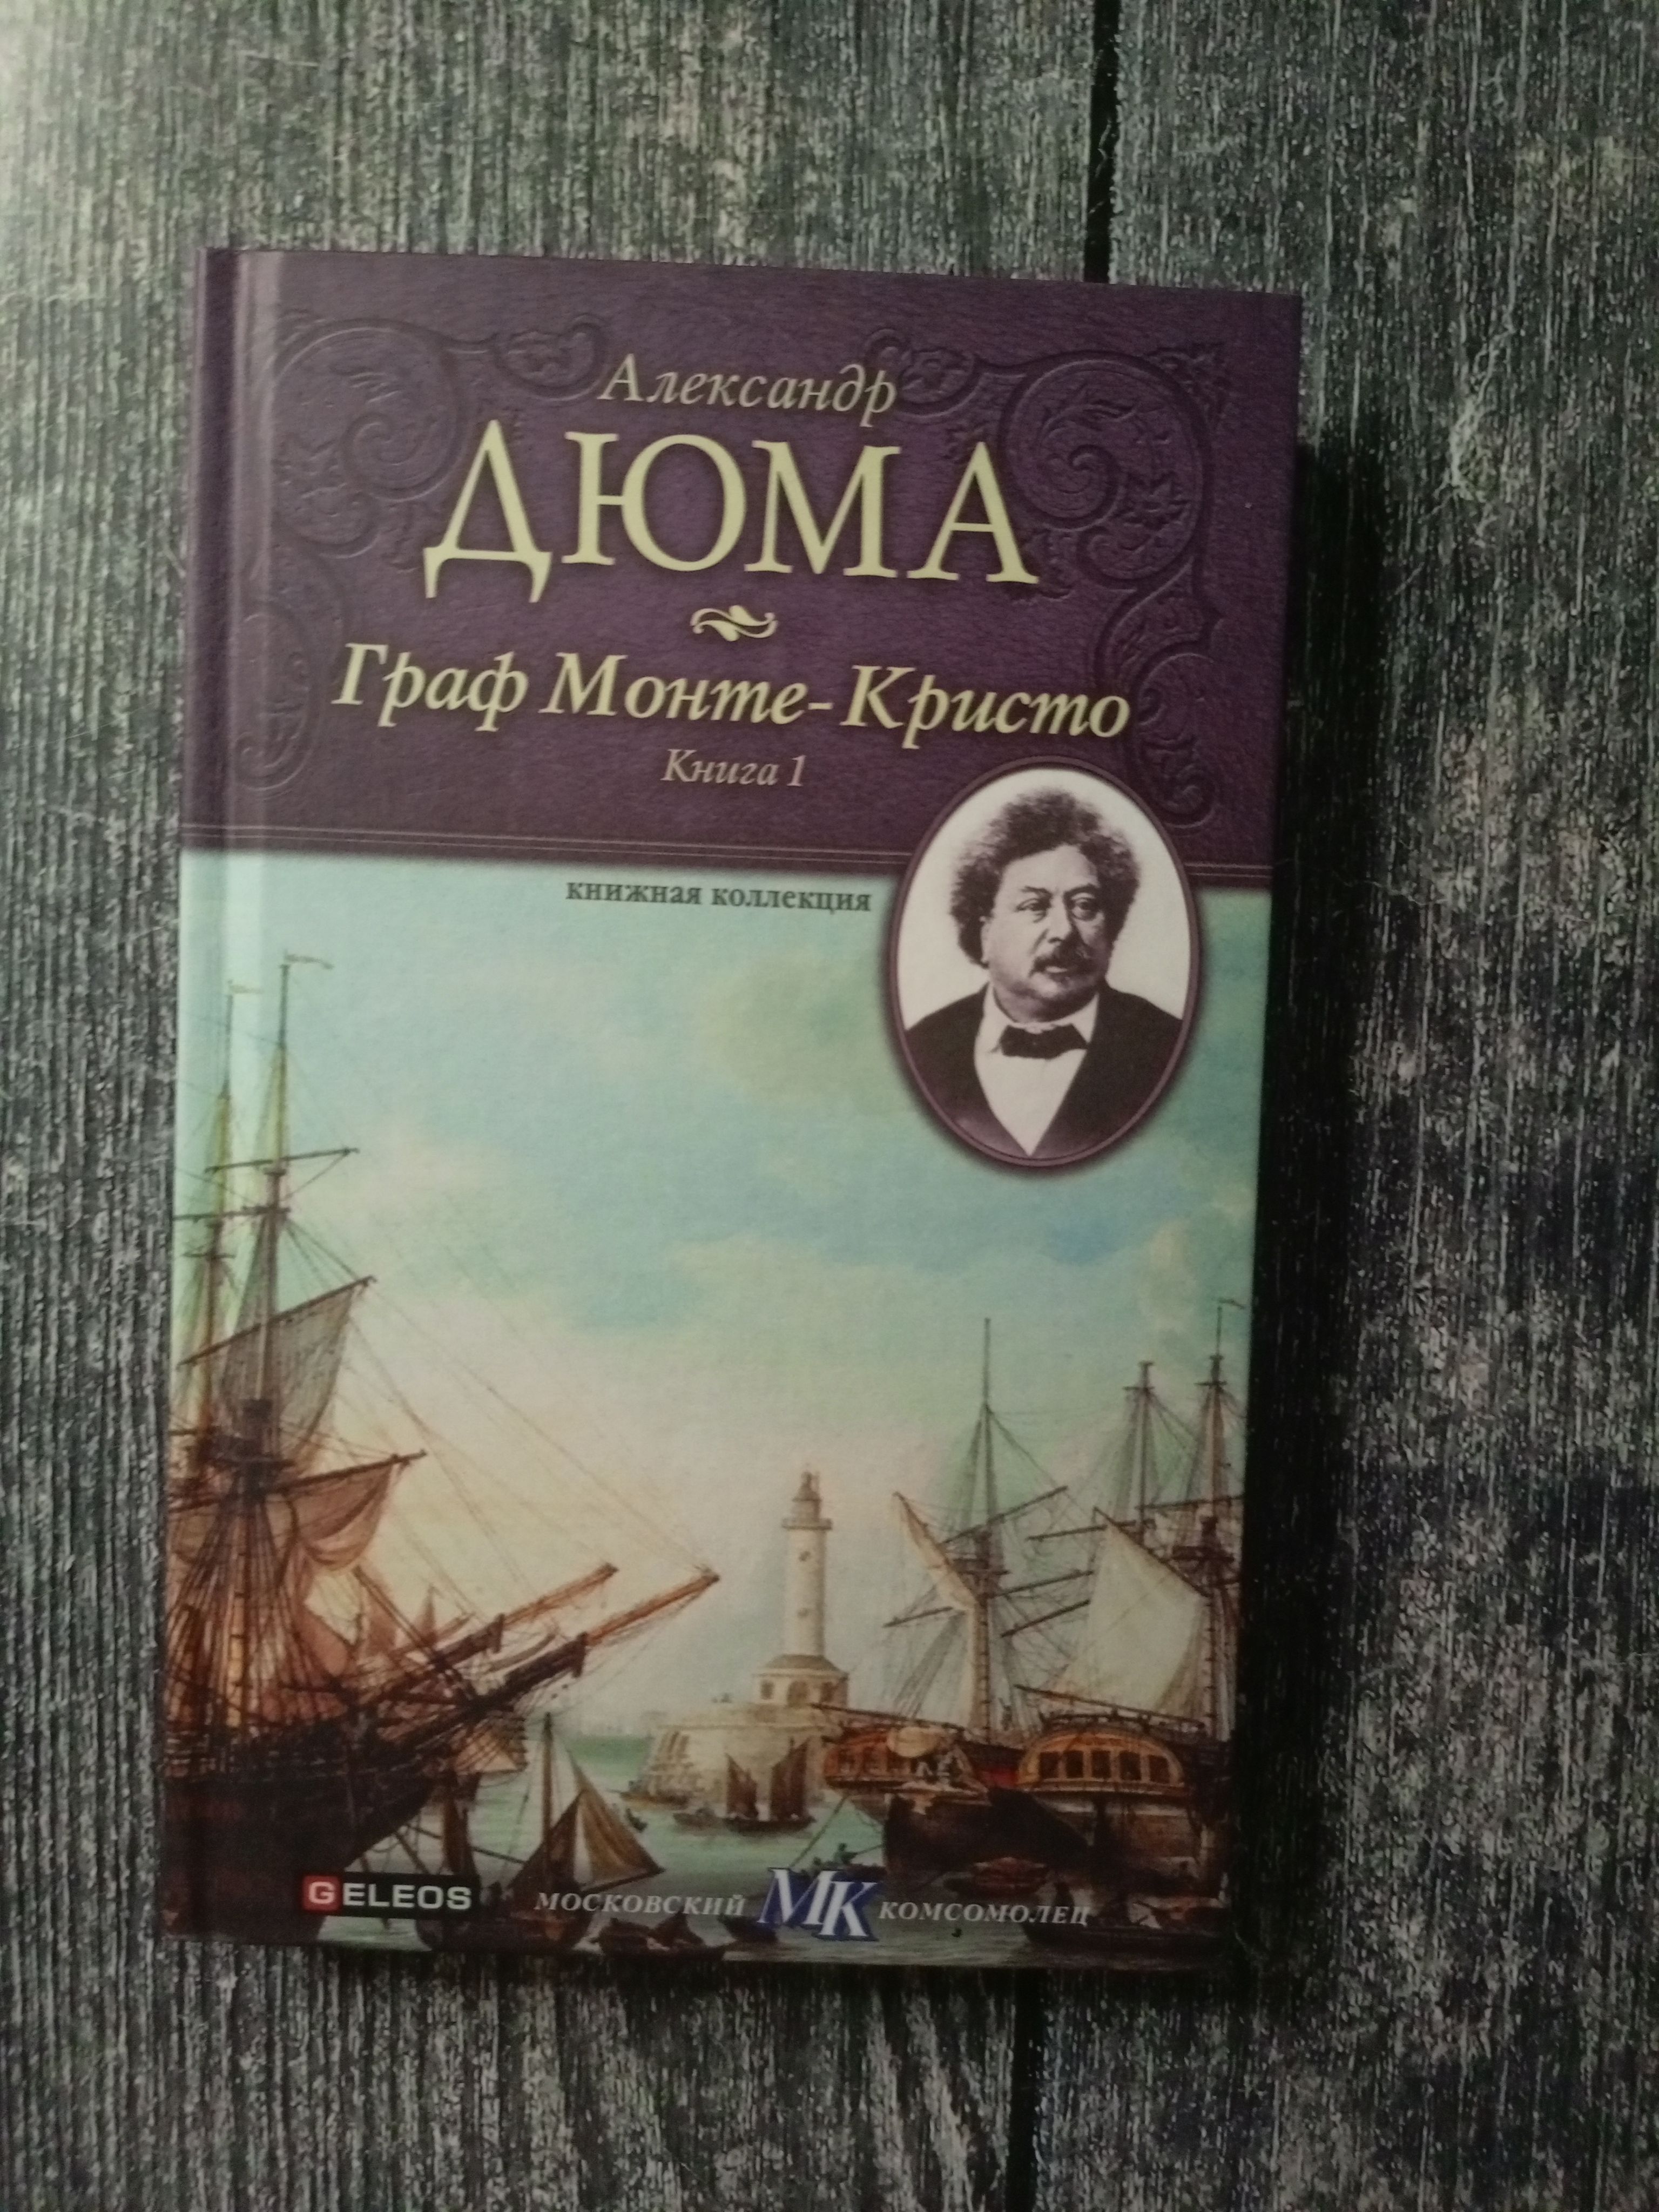 Александр
ДЮМА
Граф Монте-Кристо
Книга 1
книжная коллекция
GELEOS
МОСКОВСКИЙ МК КОМСОМОЛЕЦ